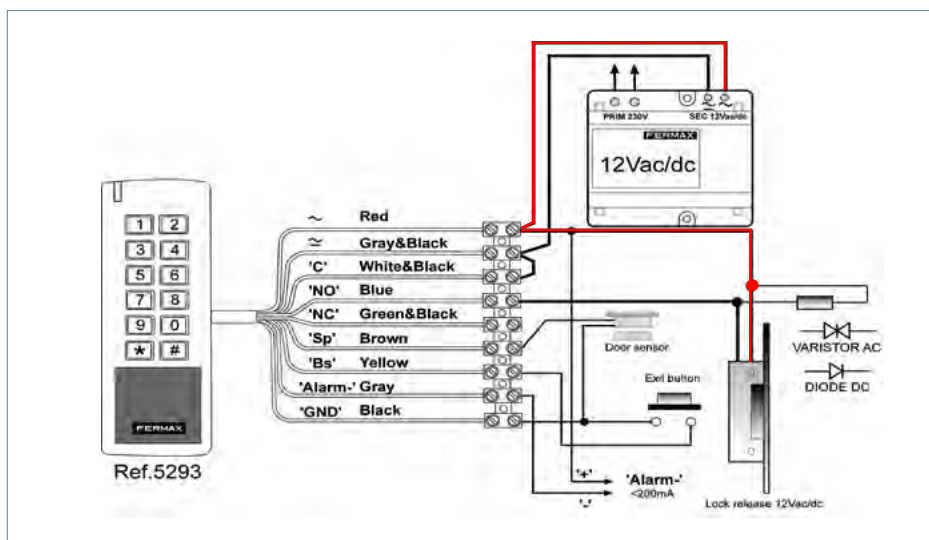 PRIM 230V
SEC 12Vac/dc
FERMAX
12Vac/dc
1 2
3 4
5 6
7 8
9 0
* #
FERMAX
Ref.5293
~ Red
≃ Gray&Black
'C' White&Black
'NO' Blue
'NC' Green&Black
'Sp' Brown
'Bs' Yellow
'Alarm-' Gray
'GND' Black
Door sensor
Exit button
'+'
'-'
'Alarm-'
<200mA
VARISTOR AC
DIODE DC
Lock release 12Vac/dc